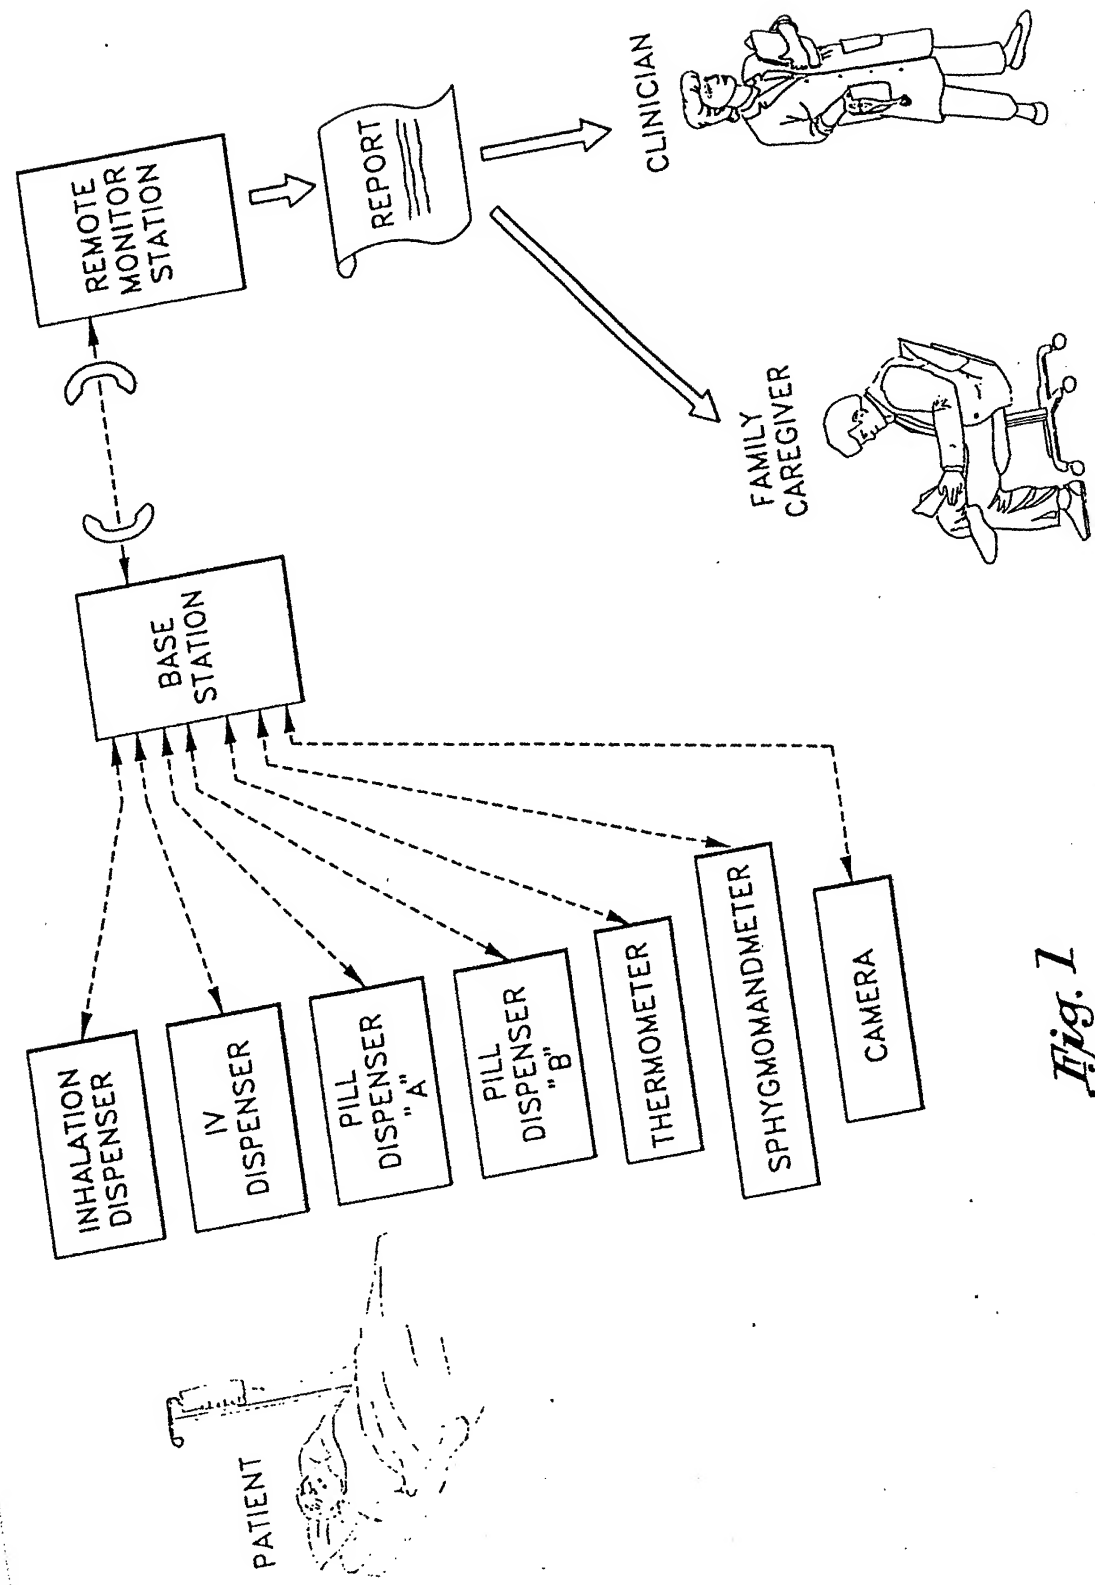 PATIENT
INHALATION
DISPENSER
IV
DISPENSER
PILL
DISPENSER
"A"
PILL
DISPENSER
"B"
THERMOMETER
SPHYGMOMANDMETER
CAMERA
BASE
STATION
REMOTE
MONITOR
STATION
REPORT
FAMILY
CAREGIVER
CLINICIAN
Fig. 1